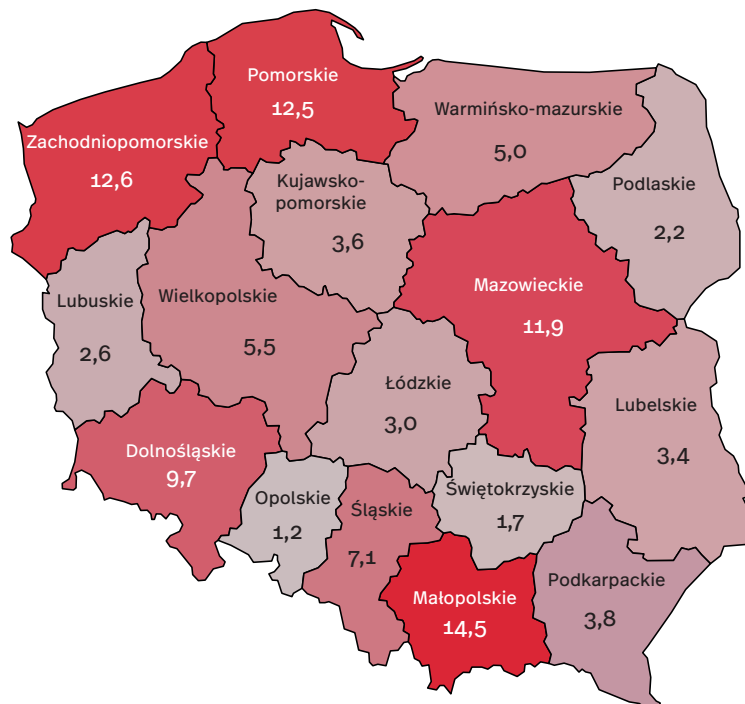 Pomorskie
12,5
Warmińsko-mazurskie
5,0
Zachodniopomorskie
12,6
Kujawsko-
pomorskie
3,6
Podlaskie
2,2
Lubuskie
2,6
Wielkopolskie
5,5
Mazowieckie
11,9
Łódzkie
3,0
Lubelskie
3,4
Dolnośląskie
9,7
Opolskie
1,2
Śląskie
7,1
Świętokrzyskie
1,7
Małopolskie
14,5
Podkarpackie
3,8